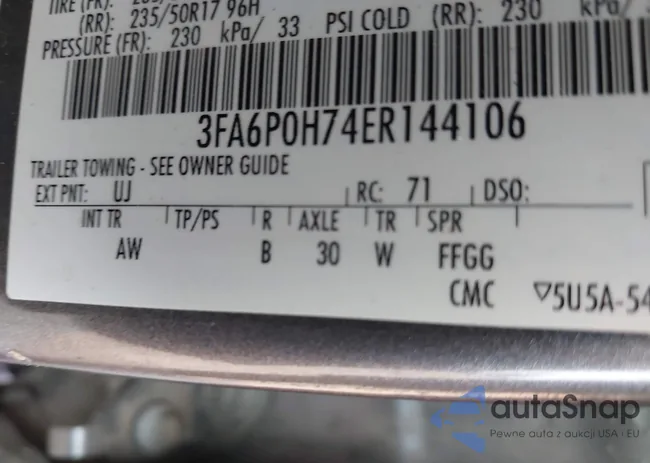 (RR): 235/50R17 96H PSI COLD (RR): 230 kPa/
PRESSURE (FR): 230 kPa/ 33
3FA6P0H74ER144106
TRAILER TOWING - SEE OWNER GUIDE
EXT PNT: UJ RC: 71 DSO:
INT TR TP/PS R AXLE TR SPR
AW B 30 W FFGG
CMC ▽5U5A-54
autaSnap
Pewne auta z aukcji USA i EU